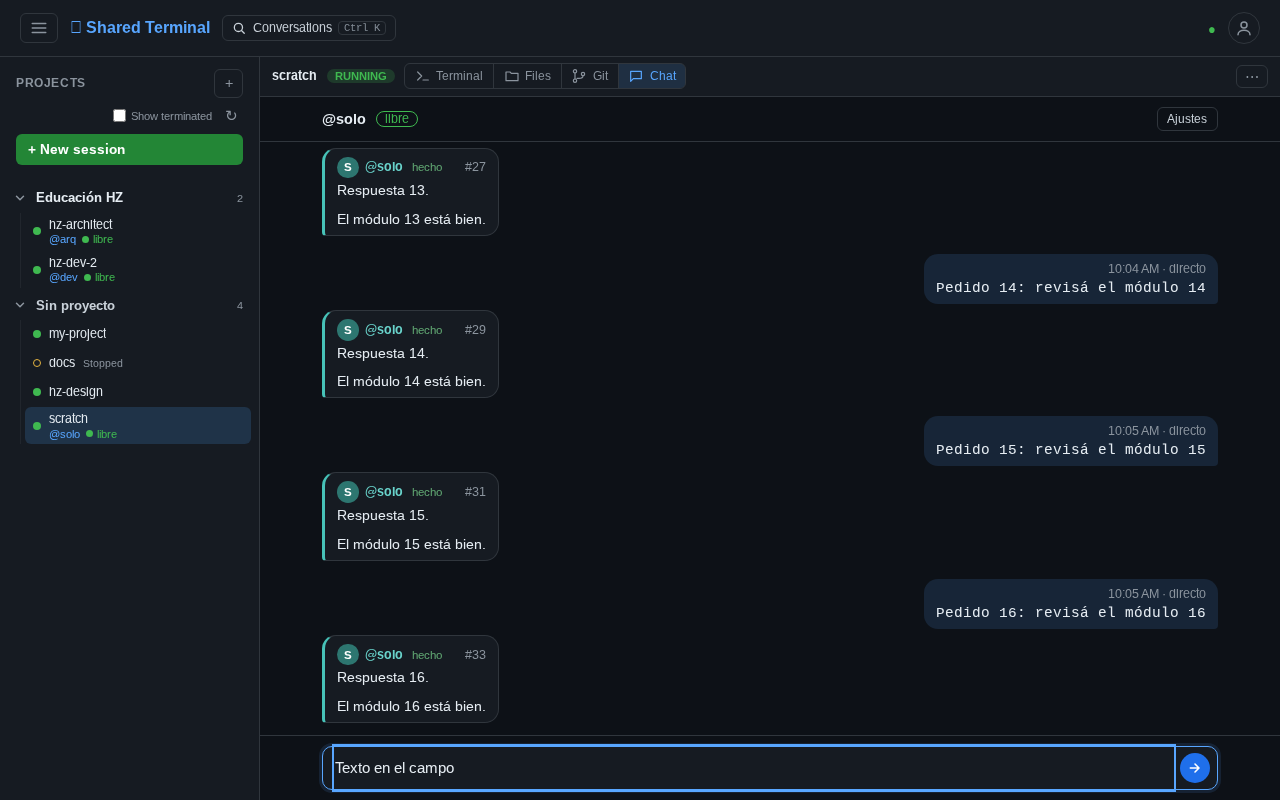 Shared Terminal
Conversations Ctrl K
PROJECTS
+
Show terminated
+ New session
Educación HZ 2
hz-architect
@arq libre
hz-dev-2
@dev libre
Sin proyecto 4
my-project
docs Stopped
hz-design
scratch
@solo libre
scratch RUNNING Terminal Files Git Chat
@solo libre Ajustes
S @solo hecho #27
Respuesta 13.
El módulo 13 está bien.
10:04 AM · directo
Pedido 14: revisá el módulo 14
S @solo hecho #29
Respuesta 14.
El módulo 14 está bien.
10:05 AM · directo
Pedido 15: revisá el módulo 15
S @solo hecho #31
Respuesta 15.
El módulo 15 está bien.
10:05 AM · directo
Pedido 16: revisá el módulo 16
S @solo hecho #33
Respuesta 16.
El módulo 16 está bien.
Texto en el campo